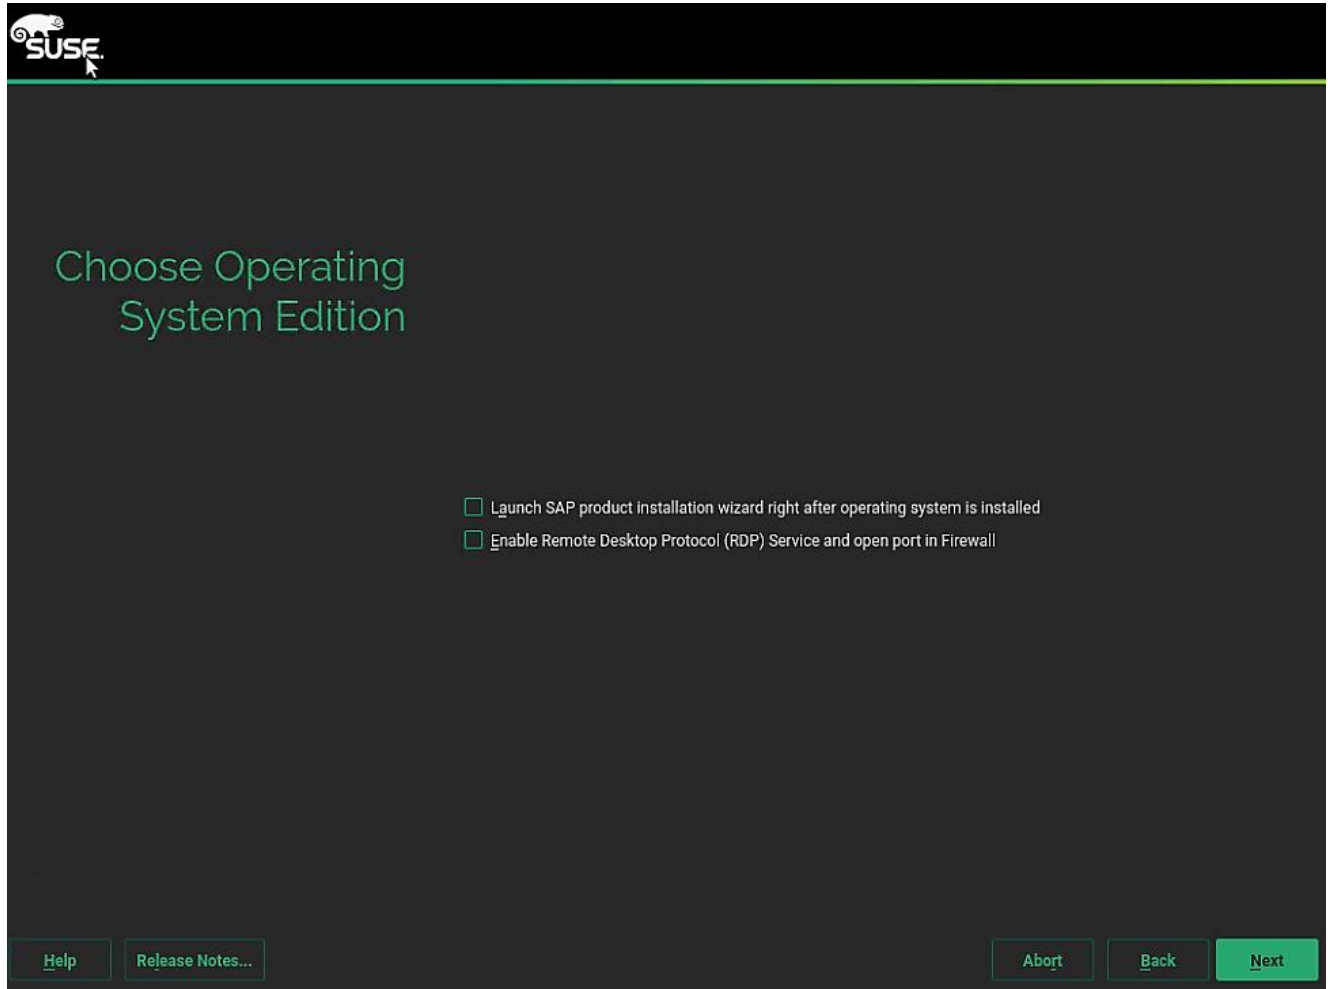 SUSE.
Choose Operating
System Edition
Launch SAP product installation wizard right after operating system is installed
Enable Remote Desktop Protocol (RDP) Service and open port in Firewall
Help
Release Notes...
Abort
Back
Next